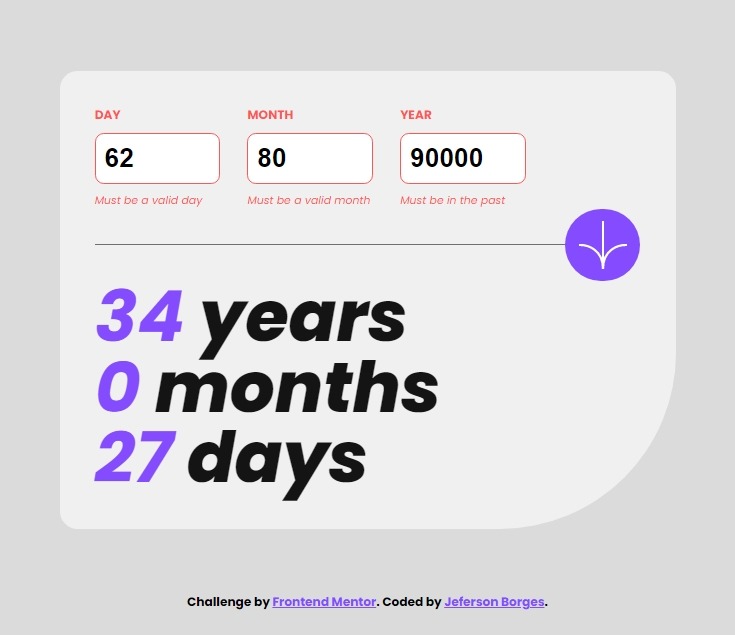 DAY MONTH YEAR
62 80 90000
Must be a valid day Must be a valid month Must be in the past
34 years
0 months
27 days
Challenge by Frontend Mentor. Coded by Jeferson Borges.